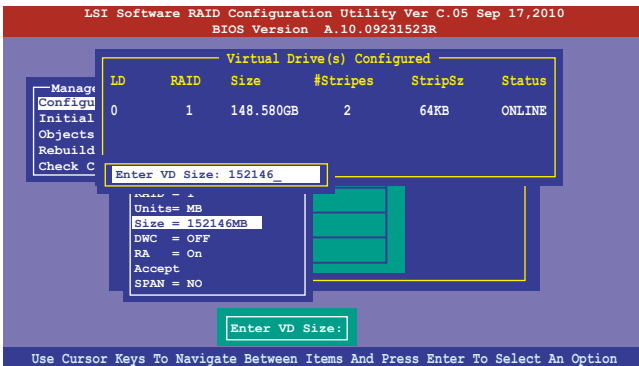 LSI Software RAID Configuration Utility Ver C.05 Sep 17,2010
BIOS Version A.10.09231523R
Virtual Drive(s) Configured
LD RAID Size #Stripes StripSz Status
0 1 148.580GB 2 64KB ONLINE
Manage
Configu
Initial
Objects
Rebuild
Check C
Enter VD Size: 152146_
RAID = 1
Units= MB
Size = 152146MB
DWC = OFF
RA = On
Accept
SPAN = NO
Enter VD Size:
Use Cursor Keys To Navigate Between Items And Press Enter To Select An Option